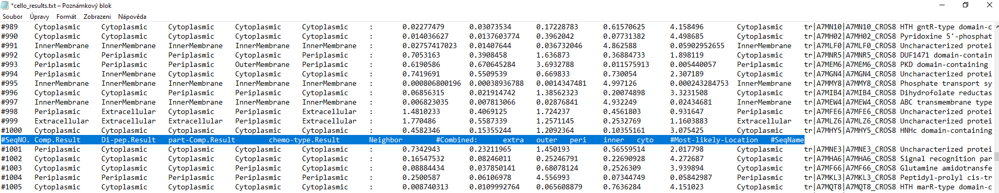 *cello_results.txt – Poznámkový blok
Soubor Úpravy Formát Zobrazení Nápověda
#989 Cytoplasmic Cytoplasmic Cytoplasmic Cytoplasmic Cytoplasmic : 0.02277479 0.03073534 0.17228783 0.61570625 4.158496 Cytoplasmic tr|A7MN10|A7MN10_CROS8 HTH gntR-type domain-c
#990 Cytoplasmic Cytoplasmic Cytoplasmic Cytoplasmic Cytoplasmic : 0.014036627 0.0137603774 0.3962042 0.07731382 4.498685 Cytoplasmic tr|A7MH02|A7MH02_CROS8 Pyridoxine 5'-phosphat
#991 InnerMembrane InnerMembrane InnerMembrane InnerMembrane InnerMembrane : 0.02757417023 0.01407644 0.036732046 4.862588 0.05902952655 InnerMembrane tr|A7MLF0|A7MLF0_CROS8 Uncharacterized protei
#992 Cytoplasmic Periplasmic Periplasmic Cytoplasmic Periplasmic : 0.7053163 0.3908458 1.636873 0.36884733 1.898119 Cytoplasmic tr|A7MNR5|A7MNR5_CROS8 DUF1471 domain-contain
#993 Periplasmic Periplasmic Periplasmic OuterMembrane Periplasmic : 0.6190586 0.670645284 3.6932788 0.011575913 0.005440057 Periplasmic tr|A7MEM6|A7MEM6_CROS8 PKD domain-containing
#994 Periplasmic InnerMembrane Cytoplasmic Cytoplasmic Cytoplasmic : 0.7419691 0.5509539 0.669833 0.730054 2.307189 Cytoplasmic tr|A7MGN4|A7MGN4_CROS8 Uncharacterized protei
#995 InnerMembrane InnerMembrane InnerMembrane InnerMembrane InnerMembrane : 0.000806800196 0.00038936788 0.0014347481 4.997126 0.000243284753 InnerMembrane tr|A7MMY8|A7MMY8_CROS8 Phosphate transport sy
#996 Cytoplasmic Cytoplasmic Periplasmic Cytoplasmic Cytoplasmic : 0.06856315 0.021914742 1.38562323 0.20074898 3.3231508 Cytoplasmic tr|A7MIB4|A7MIB4_CROS8 Dihydrofolate reductas
#997 InnerMembrane InnerMembrane InnerMembrane InnerMembrane InnerMembrane : 0.006823035 0.007813066 0.02876841 4.932249 0.02434681 InnerMembrane tr|A7MEW4|A7MEW4_CROS8 ABC transmembrane type
#998 Periplasmic Extracellular Cytoplasmic Periplasmic Extracellular : 1.4810233 0.4069125 1.724237 0.4561803 0.931647 Periplasmic tr|A7MFE6|A7MFE6_CROS8 Uncharacterized protei
#999 Extracellular Extracellular Extracellular Periplasmic Extracellular : 1.770486 0.5587339 1.2571145 0.2532769 1.1603883 Extracellular tr|A7MLZ6|A7MLZ6_CROS8 Uncharacterized protei
#1000 Cytoplasmic Cytoplasmic Cytoplasmic Cytoplasmic Cytoplasmic : 0.4582346 0.15355244 1.2092364 0.10355161 3.075425 Cytoplasmic tr|A7MHY5|A7MHY5_CROS8 HNHc domain-containing
#SeqNO. Comp.Result Di-pep.Result part-Comp.Result chemo-type.Result Neighbor #Combined: extra outer peri inner cyto #Most-likely-Location #SeqName
#1001 Periplasmic Cytoplasmic Cytoplasmic Cytoplasmic Cytoplasmic : 0.7342943 0.23211965 1.450193 0.56559514 2.017798 Cytoplasmic tr|A7MNE3|A7MNE3_CROS8 Uncharacterized protei
#1002 Cytoplasmic Cytoplasmic Cytoplasmic Cytoplasmic Cytoplasmic : 0.16547532 0.08246011 0.25246791 0.22690928 4.272687 Cytoplasmic tr|A7MHA6|A7MHA6_CROS8 Signal recognition par
#1003 Cytoplasmic Cytoplasmic Cytoplasmic Periplasmic Cytoplasmic : 0.08884434 0.037850141 0.68078124 0.2526309 3.939894 Cytoplasmic tr|A7MF66|A7MF66_CROS8 Glutamine amidotransfe
#1004 Periplasmic Periplasmic Periplasmic Periplasmic Periplasmic : 0.2500587 0.06106978 4.556993 0.07344749 0.05842987 Periplasmic tr|A7MKL3|A7MKL3_CROS8 Peptidyl-prolyl cis-tr
#1005 Cytoplasmic Cytoplasmic Cytoplasmic Cytoplasmic Cytoplasmic : 0.008740313 0.0109992764 0.065608879 0.7636284 4.151023 Cytoplasmic tr|A7MQT8|A7MQT8_CROS8 HTH marR-type domain-c